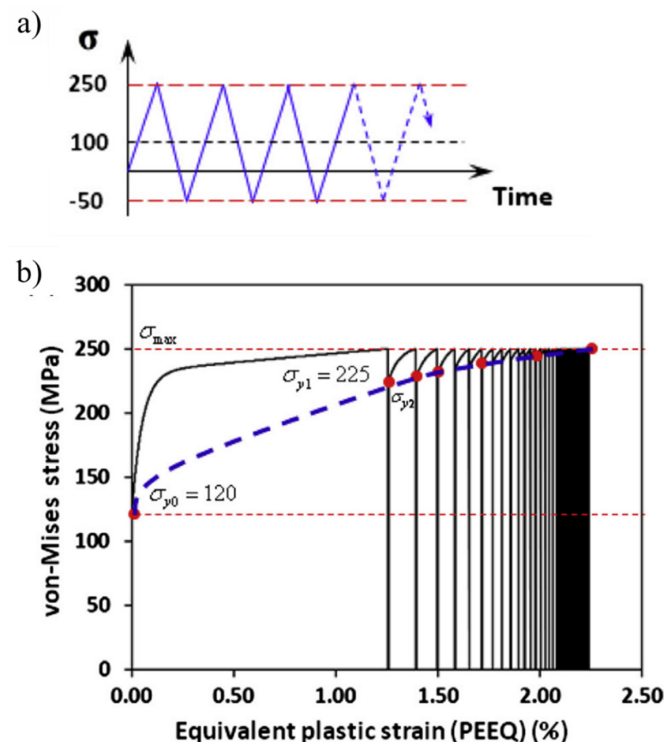 a)
σ
250
100
-50
Time
b)
von-Mises stress (MPa)
300
250
200
150
100
50
0
σmax
σy1 = 225
σy2
σy0 = 120
0.00 0.50 1.00 1.50 2.00 2.50
Equivalent plastic strain (PEEQ) (%)